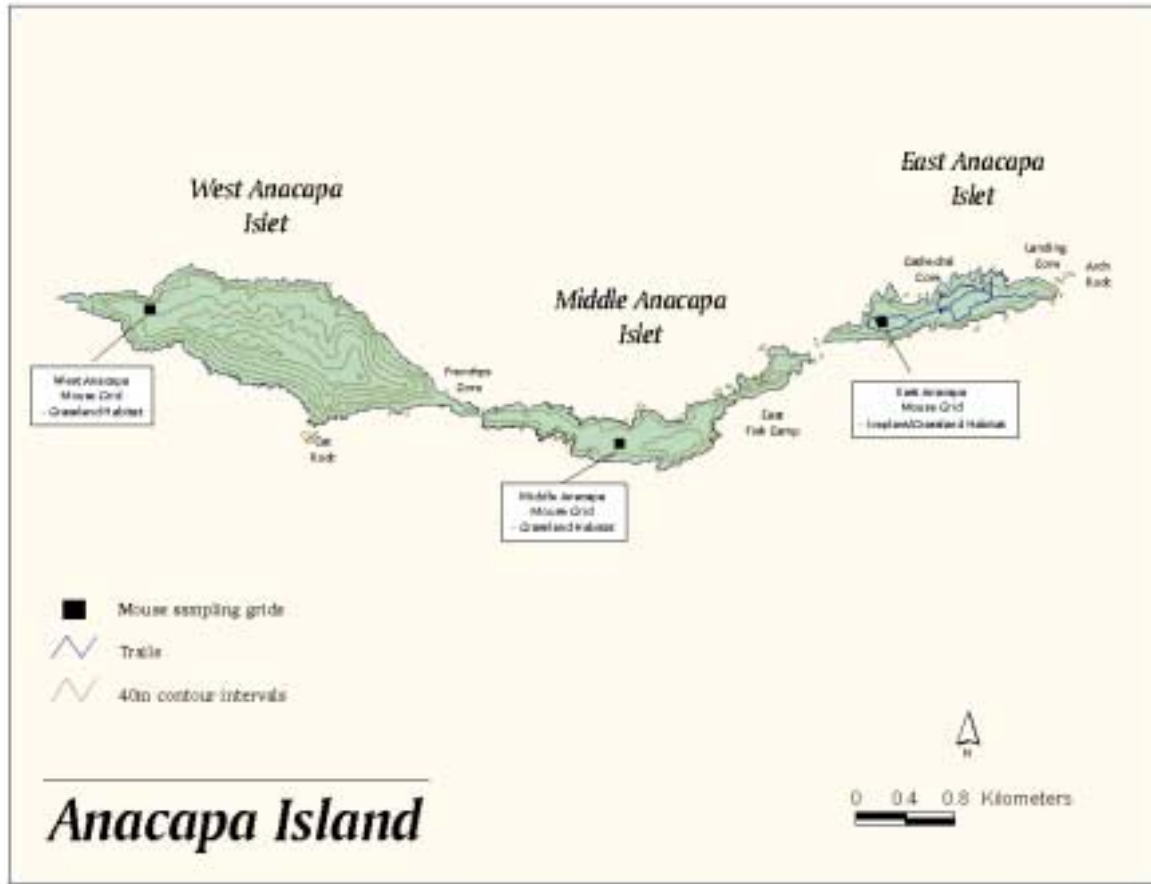 West Anacapa
Islet
Middle Anacapa
Islet
East Anacapa
Islet
Cathedral
Cove
Landing
Cove
Arch
Rock
Frenchys
Cove
East
Fish Camp
Cat
Rock
West Anacapa
Mouse Grid
- Grassland Habitat
Middle Anacapa
Mouse Grid
- Grassland Habitat
East Anacapa
Mouse Grid
Grassland Habitat
Mouse sampling grids
Trails
40m contour intervals
N
0 0.4 0.8 Kilometers
Anacapa Island